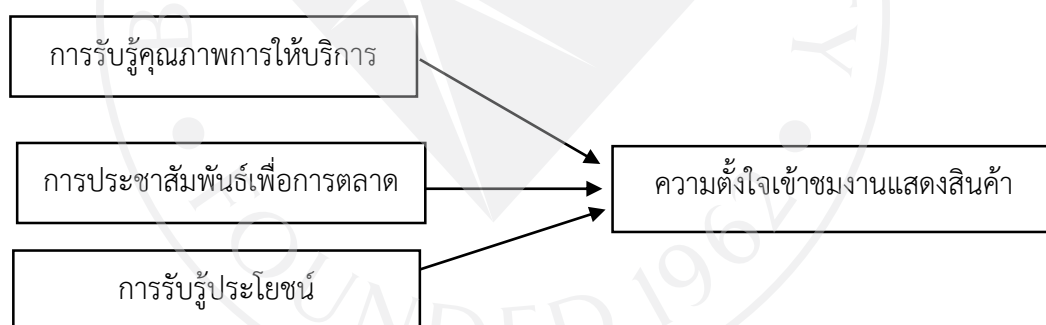 การรับรู้คุณภาพการให้บริการ
การประชาสัมพันธ์เพื่อการตลาด
ความตั้งใจเข้าชมงานแสดงสินค้า
การรับรู้ประโยชน์
B
Y
FOUNDED 1962